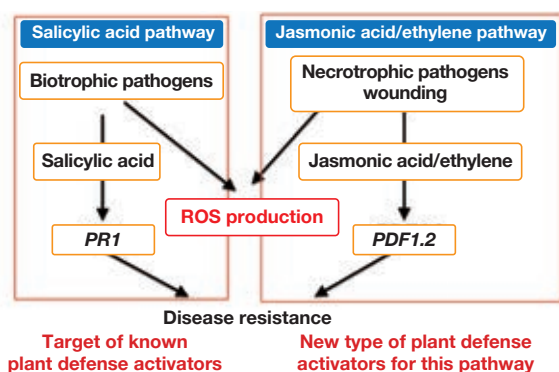 Salicylic acid pathway
Jasmonic acid/ethylene pathway
Biotrophic pathogens
Necrotrophic pathogens
wounding
Salicylic acid
Jasmonic acid/ethylene
ROS production
PR1
PDF1.2
Disease resistance
Target of known
plant defense activators
New type of plant defense
activators for this pathway